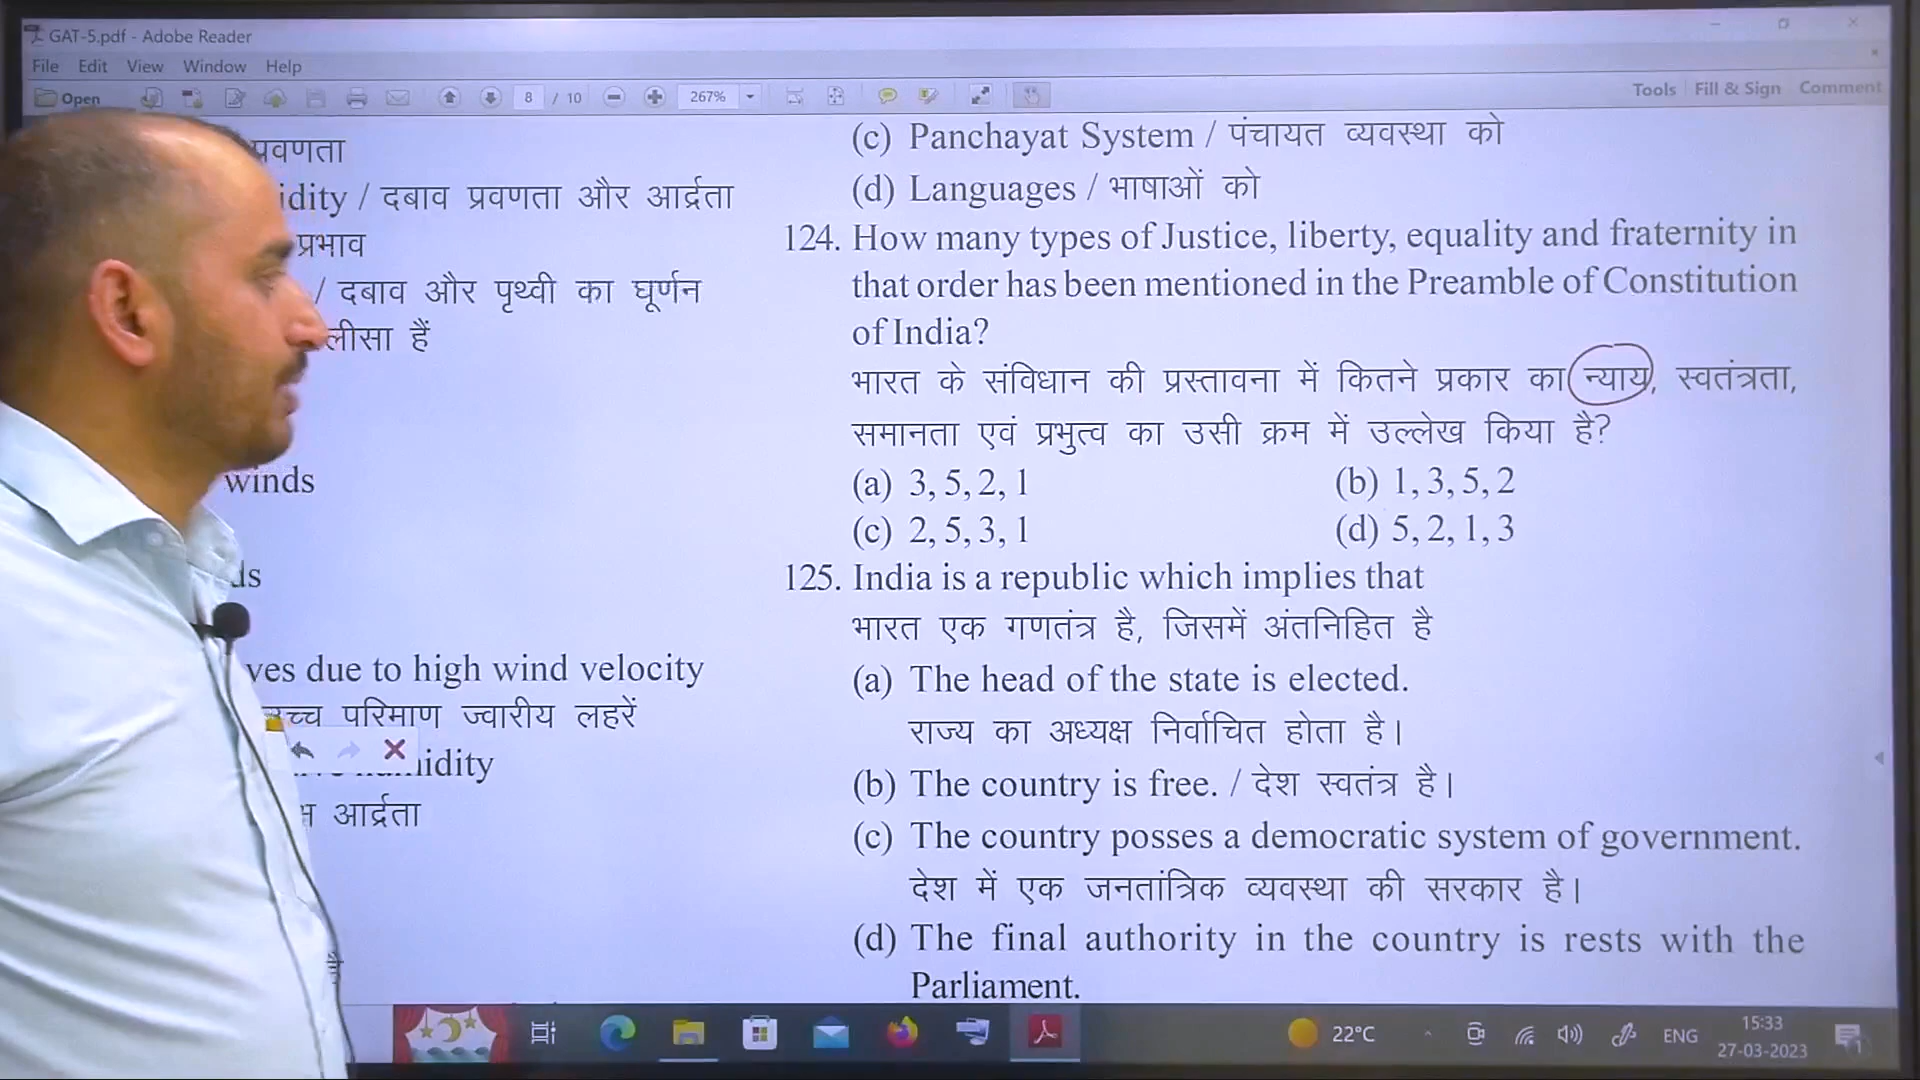 GAT-5.pdf - Adobe Reader
File Edit View Window Help
Open 8 / 10 267% Tools Fill & Sign Comment
प्रवणता
idity / दबाव प्रवणता और आर्द्रता
प्रभाव
/ दबाव और पृथ्वी का घूर्णन
लीसा हैं
winds
ds
ves due to high wind velocity
उच्च परिमाण ज्वारीय लहरें
midity
आर्द्रता
है
(c) Panchayat System / पंचायत व्यवस्था को
(d) Languages / भाषाओं को
124. How many types of Justice, liberty, equality and fraternity in
that order has been mentioned in the Preamble of Constitution
of India?
भारत के संविधान की प्रस्तावना में कितने प्रकार का न्याय, स्वतंत्रता,
समानता एवं प्रभुत्व का उसी क्रम में उल्लेख किया है?
(a) 3, 5, 2, 1 (b) 1, 3, 5, 2
(c) 2, 5, 3, 1 (d) 5, 2, 1, 3
125. India is a republic which implies that
भारत एक गणतंत्र है, जिसमें अंतनिहित है
(a) The head of the state is elected.
राज्य का अध्यक्ष निर्वाचित होता है।
(b) The country is free. / देश स्वतंत्र है।
(c) The country posses a democratic system of government.
देश में एक जनतांत्रिक व्यवस्था की सरकार है।
(d) The final authority in the country is rests with the
Parliament.
22°C ENG 15:33
27-03-2023